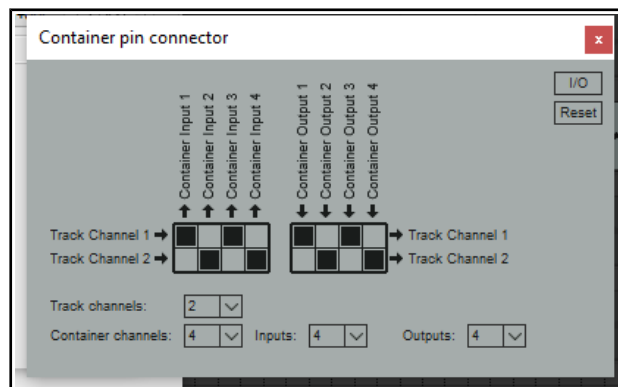 Container pin connector
x
I/O
Reset
Container Input 1
Container Input 2
Container Input 3
Container Input 4
Container Output 1
Container Output 2
Container Output 3
Container Output 4
Track Channel 1
Track Channel 1
Track Channel 2
Track Channel 2
Track channels: 2
Container channels: 4 Inputs: 4 Outputs: 4